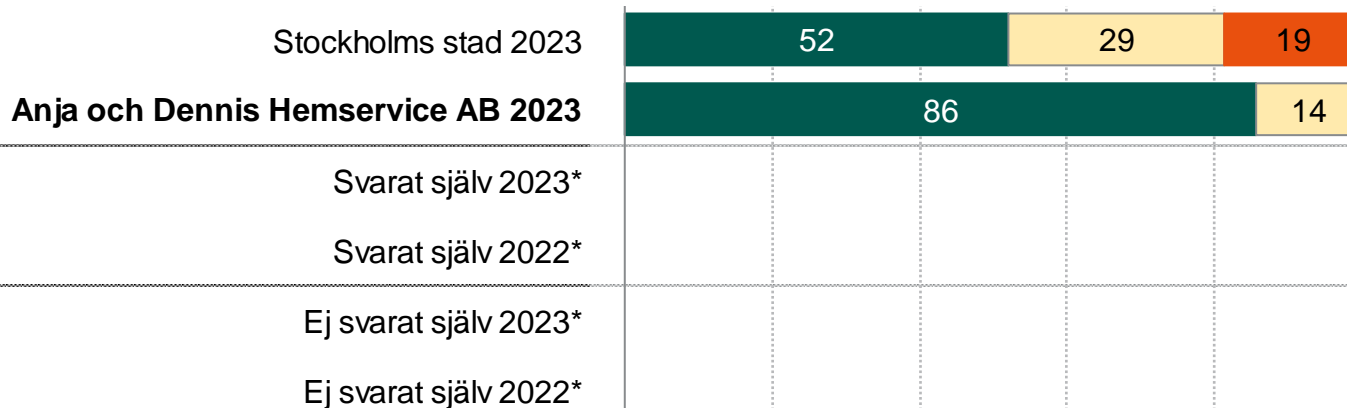 Stockholms stad 2023 52 29 19
Anja och Dennis Hemservice AB 2023 86 14
Svarat själv 2023*
Svarat själv 2022*
Ej svarat själv 2023*
Ej svarat själv 2022*